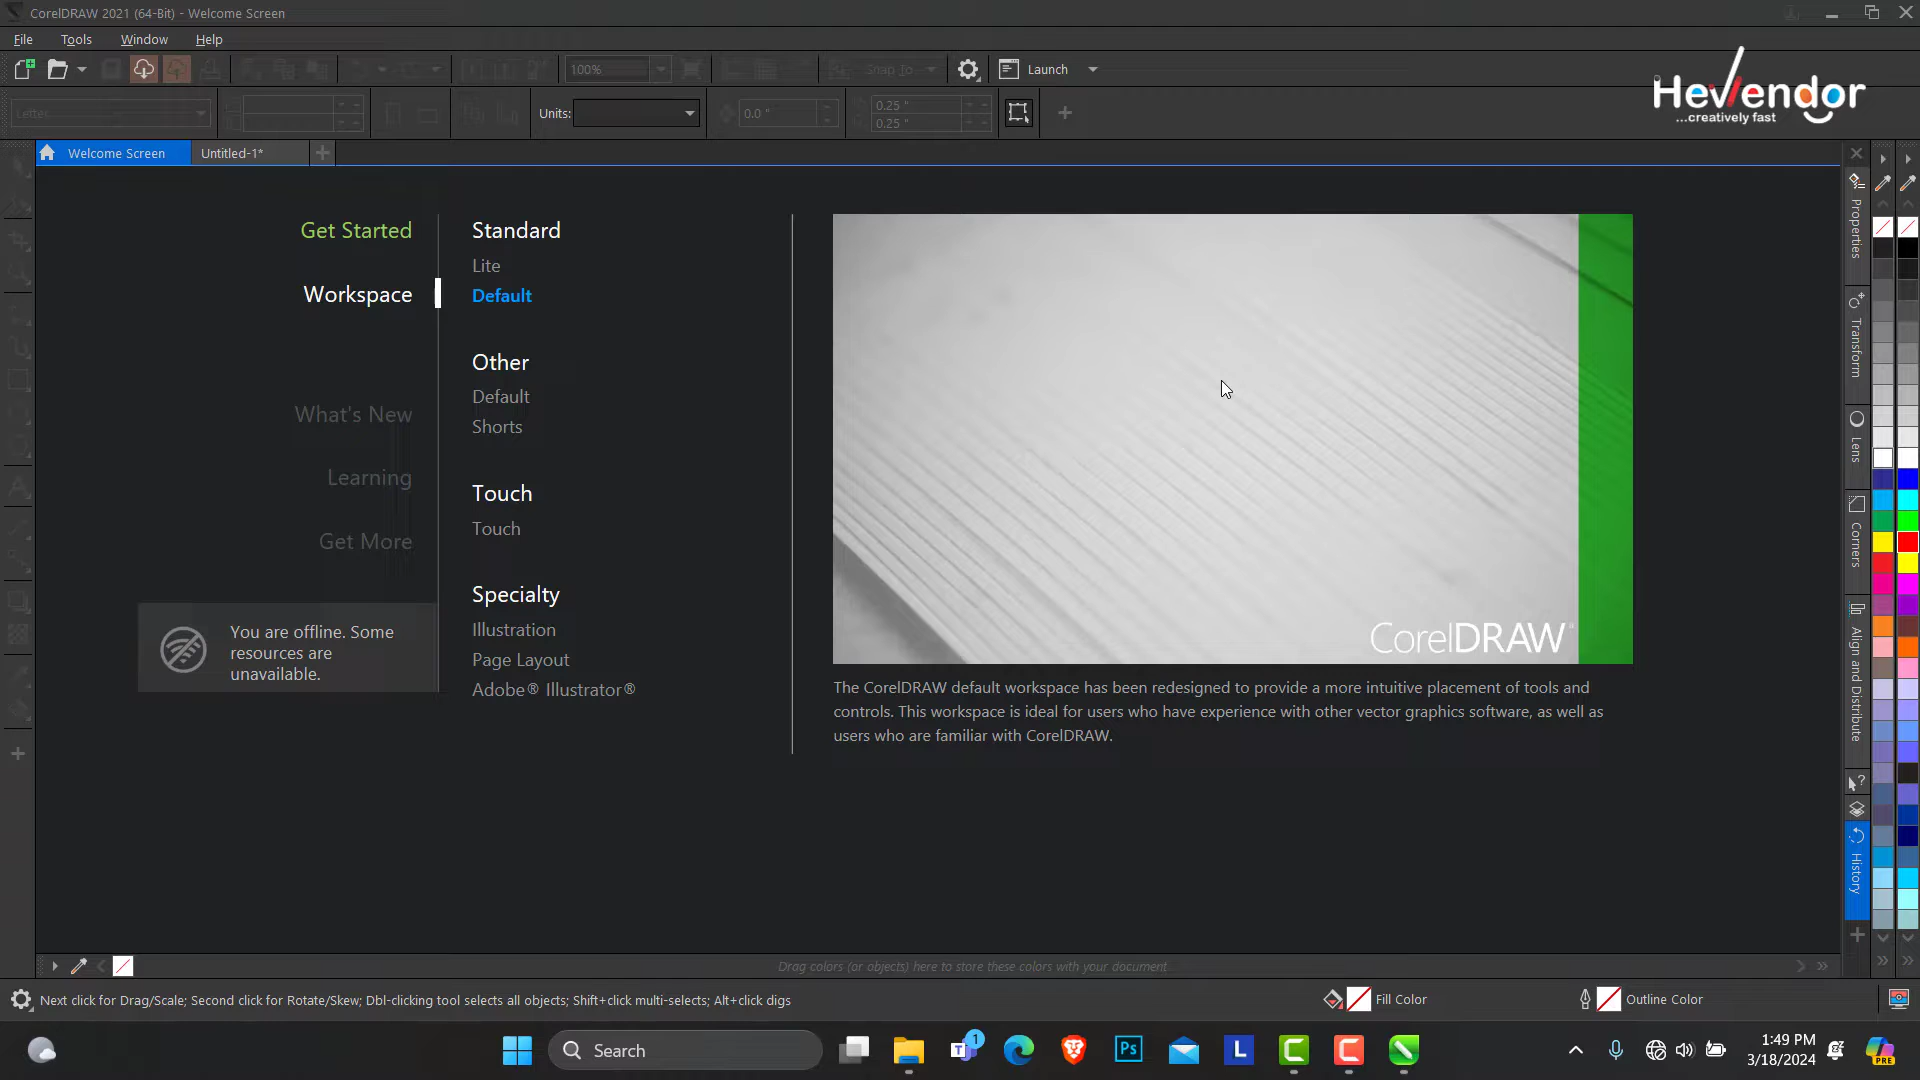 CorelDRAW 2021 (64-Bit) - Welcome Screen
File Tools Window Help
100%
Snap To
Launch
HeVendor
...creatively fast
Letter
Units:
0.0 "
0.25 "
0.25 "
Welcome Screen
Untitled-1*
Get Started
Workspace
What's New
Learning
Get More
You are offline. Some
resources are
unavailable.
Standard
Lite
Default
Other
Default
Shorts
Touch
Touch
Specialty
Illustration
Page Layout
Adobe® Illustrator®
CorelDRAW®
The CorelDRAW default workspace has been redesigned to provide a more intuitive placement of tools and
controls. This workspace is ideal for users who have experience with other vector graphics software, as well as
users who are familiar with CorelDRAW.
Properties
Transform
Lens
Corners
Align and Distribute
History
Drag colors (or objects) here to store these colors with your document
Next click for Drag/Scale; Second click for Rotate/Skew; Dbl-clicking tool selects all objects; Shift+click multi-selects; Alt+click digs
Fill Color
Outline Color
Search
1
T
Ps
L
C
C
1:49 PM
3/18/2024
PRE